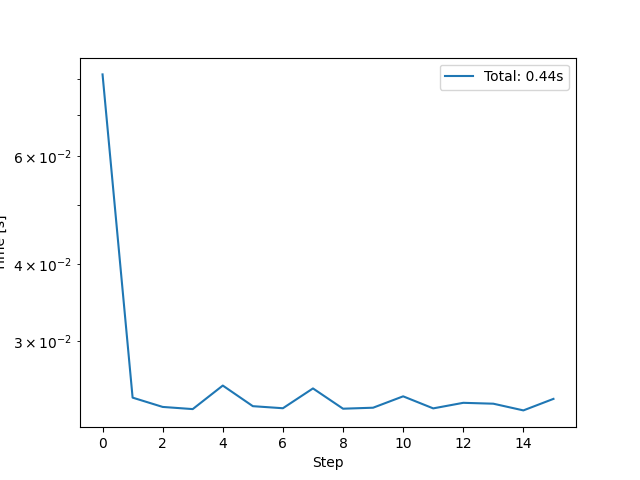 Total: 0.44s
6 × 10⁻²
4 × 10⁻²
3 × 10⁻²
[s]
0 2 4 6 8 10 12 14
Step